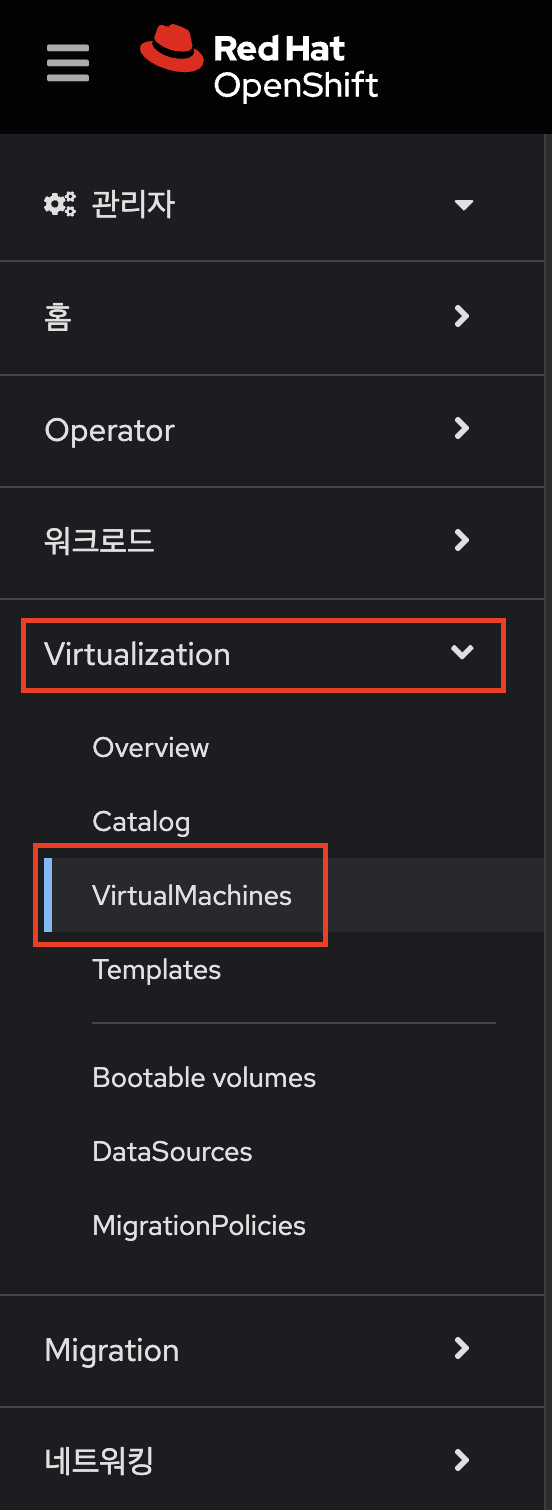 Red Hat
OpenShift
관리자
홈
Operator
워크로드
Virtualization
Overview
Catalog
VirtualMachines
Templates
Bootable volumes
DataSources
MigrationPolicies
Migration
네트워킹